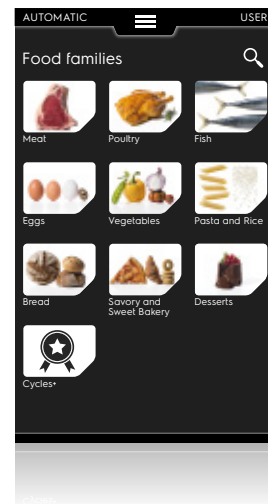 AUTOMATIC USER
Food families
Meat Poultry Fish
Eggs Vegetables Pasta and Rice
Bread Savory and Sweet Bakery Desserts
Cycles+